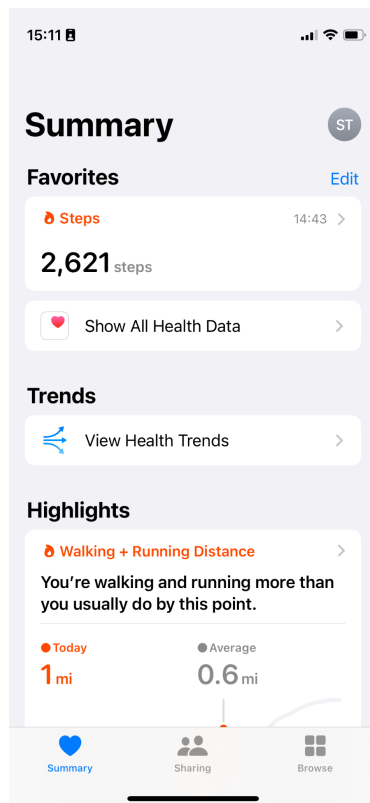 15:11
Summary
ST
Favorites
Edit
Steps
14:43
2,621 steps
Show All Health Data
Trends
View Health Trends
Highlights
Walking + Running Distance
You're walking and running more than
you usually do by this point.
Today
Average
1 mi
0.6 mi
Summary
Sharing
Browse